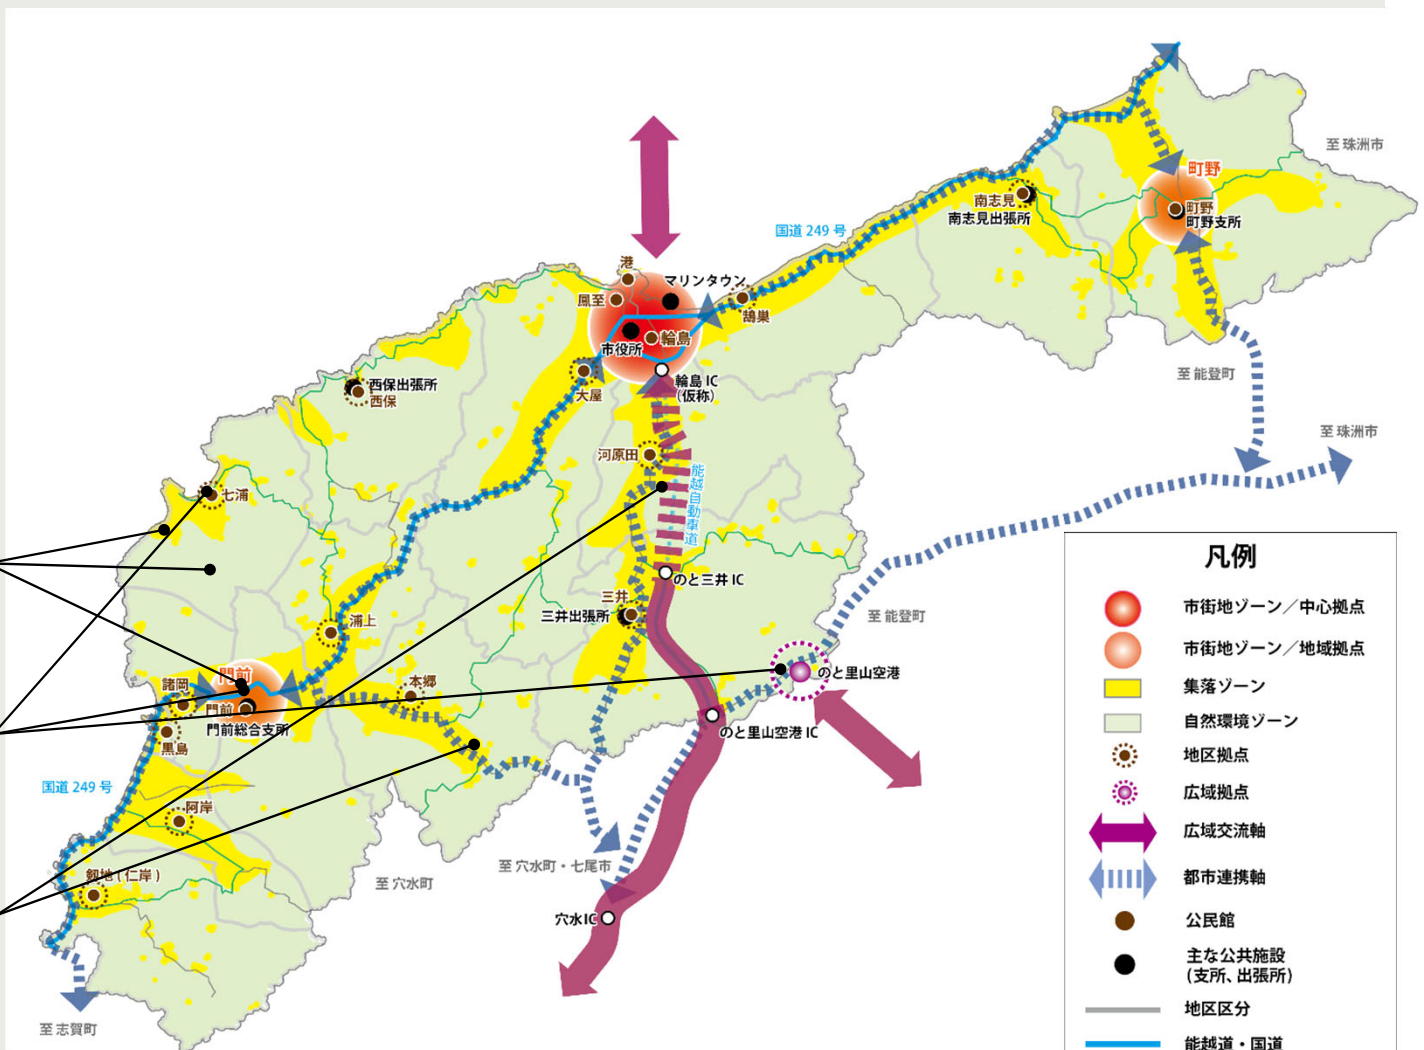 至 珠洲市
町野
町野
町野支所
南志見
南志見出張所
国道 249 号
港
マリンタウン
鳳至
鵠巣
輪島
市役所
輪島 IC
(仮称)
大屋
西保出張所
西保
至 能登町
至 珠洲市
河原田
能越自動車道
七浦
のと三井 IC
三井
三井出張所
浦上
至 能登町
のと里山空港
門前
諸岡
本郷
門前
門前総合支所
のと里山空港 IC
黒島
国道 249 号
阿岸
至 穴水町・七尾市
至 穴水町
剱地 ( 仁岸 )
穴水 IC
至 志賀町
凡例
市街地ゾーン／中心拠点
市街地ゾーン／地域拠点
集落ゾーン
自然環境ゾーン
地区拠点
広域拠点
広域交流軸
都市連携軸
公民館
主な公共施設
(支所、出張所)
地区区分
能越道・国道